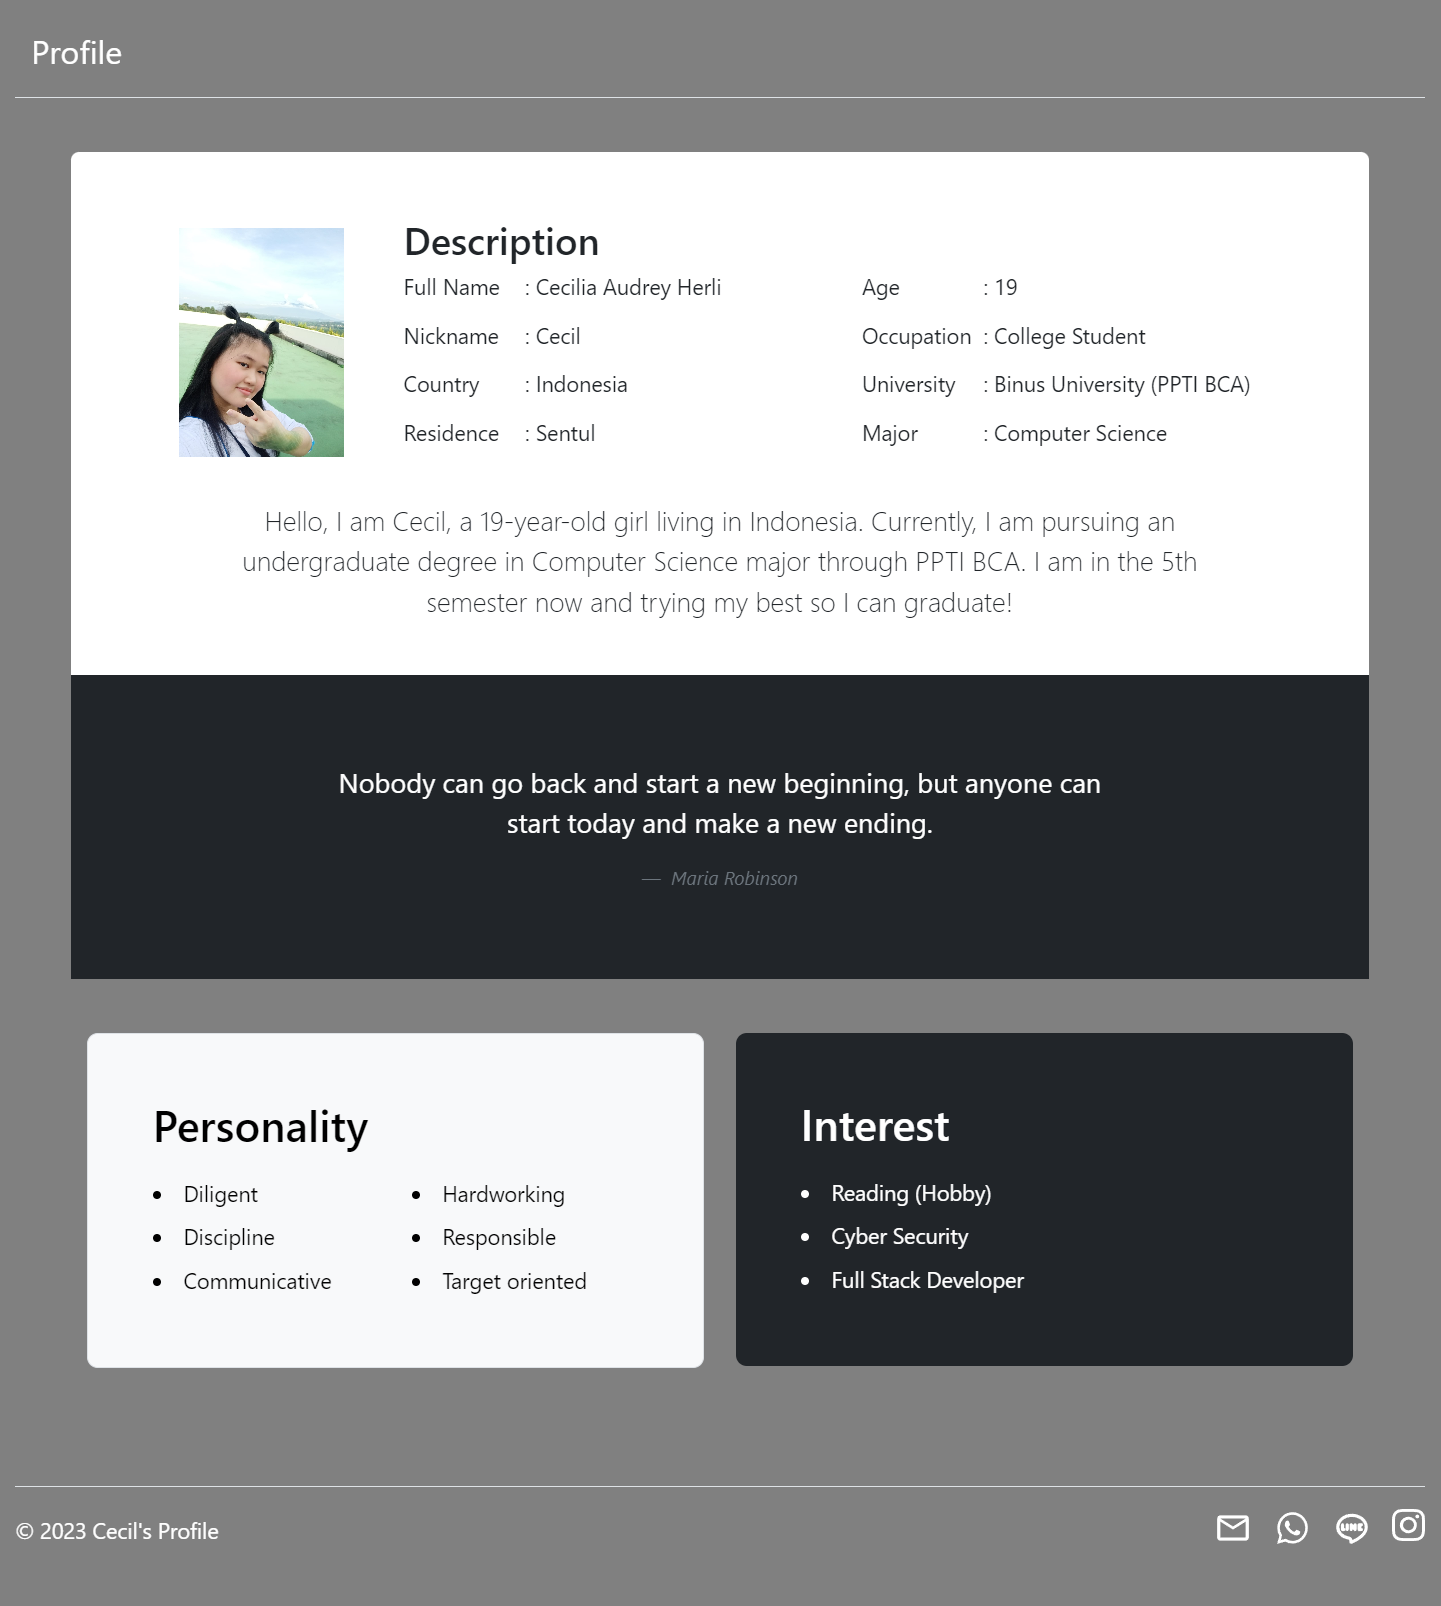 Profile
Description
Full Name : Cecilia Audrey Herli
Age : 19
Nickname : Cecil
Occupation : College Student
Country : Indonesia
University : Binus University (PPTI BCA)
Residence : Sentul
Major : Computer Science
Hello, I am Cecil, a 19-year-old girl living in Indonesia. Currently, I am pursuing an
undergraduate degree in Computer Science major through PPTI BCA. I am in the 5th
semester now and trying my best so I can graduate!
Nobody can go back and start a new beginning, but anyone can
start today and make a new ending.
— Maria Robinson
Personality
• Diligent
• Discipline
• Communicative
• Hardworking
• Responsible
• Target oriented
Interest
• Reading (Hobby)
• Cyber Security
• Full Stack Developer
© 2023 Cecil's Profile
LINE